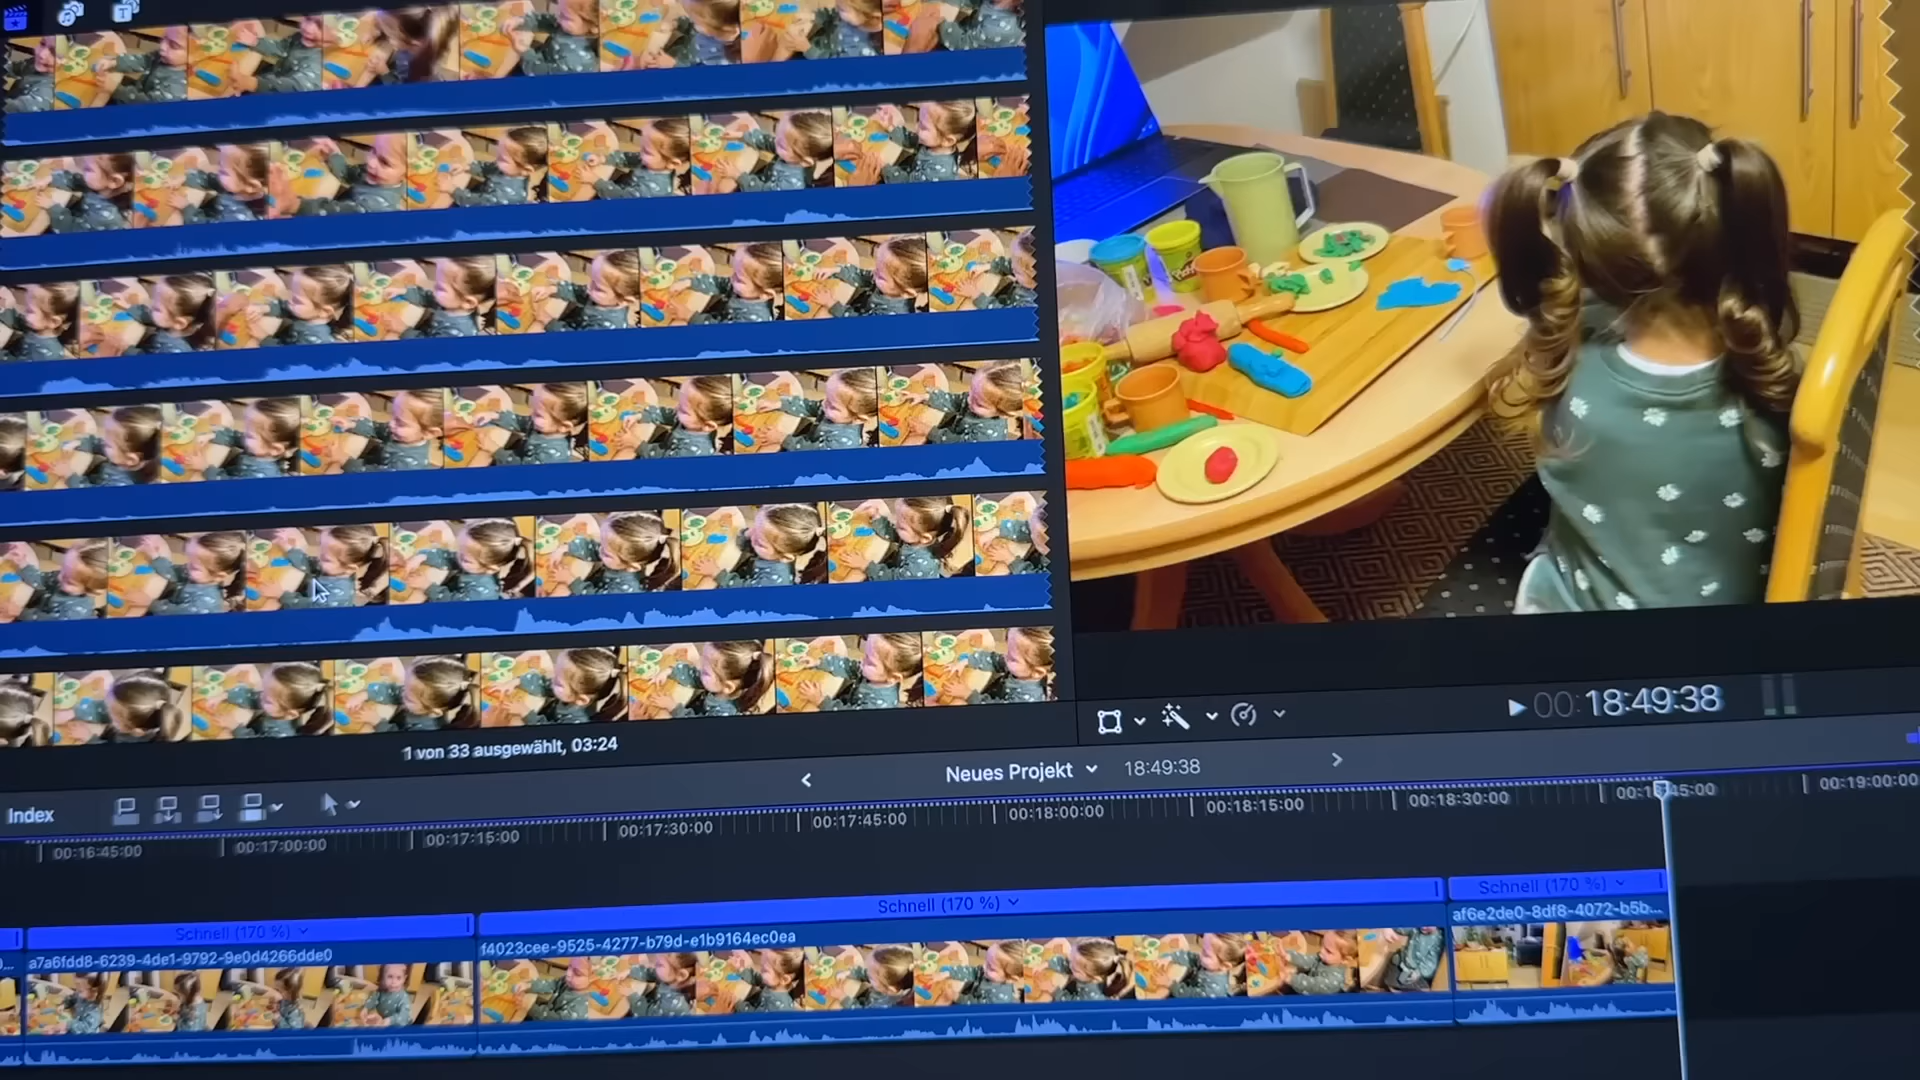 1 von 33 ausgewählt, 03:24
00:18:49:38
Neues Projekt
18:49:38
Index
00:16:45:00
00:17:00:00
00:17:15:00
00:17:30:00
00:17:45:00
00:18:00:00
00:18:15:00
00:18:30:00
00:19:00:00
Schnell (170 %)
Schnell (170 %)
Schnell (170 %)
a7a6fdd8-6239-4de1-9792-9e0d4266dde0
f4023cee-9525-4277-b79d-e1b9164ec0ea
af6e2de0-8df8-4072-b5b...